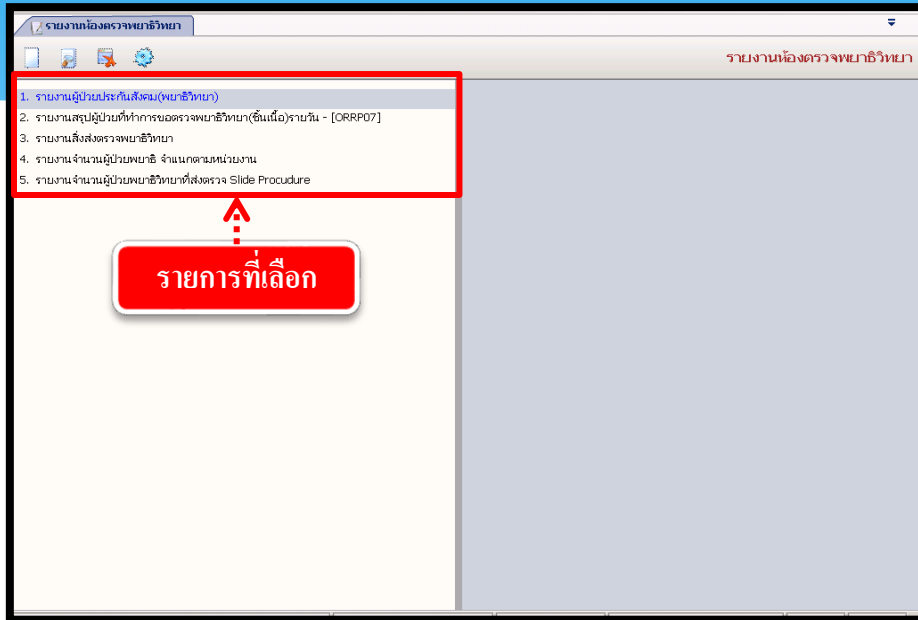 รายงานห้องตรวจพยาธิวิทยา
รายงานห้องตรวจพยาธิวิทยา
1. รายงานผู้ป่วยประกันสังคม(พยาธิวิทยา)
2. รายงานสรุปผู้ป่วยที่ทำการขอตรวจพยาธิวิทยา(ชิ้นเนื้อ)รายวัน - [ORRP07]
3. รายงานสิ่งส่งตรวจพยาธิวิทยา
4. รายงานจำนวนผู้ป่วยพยาธิ จำแนกตามหน่วยงาน
5. รายงานจำนวนผู้ป่วยพยาธิวิทยาที่ส่งตรวจ Slide Procudure
รายการที่เลือก